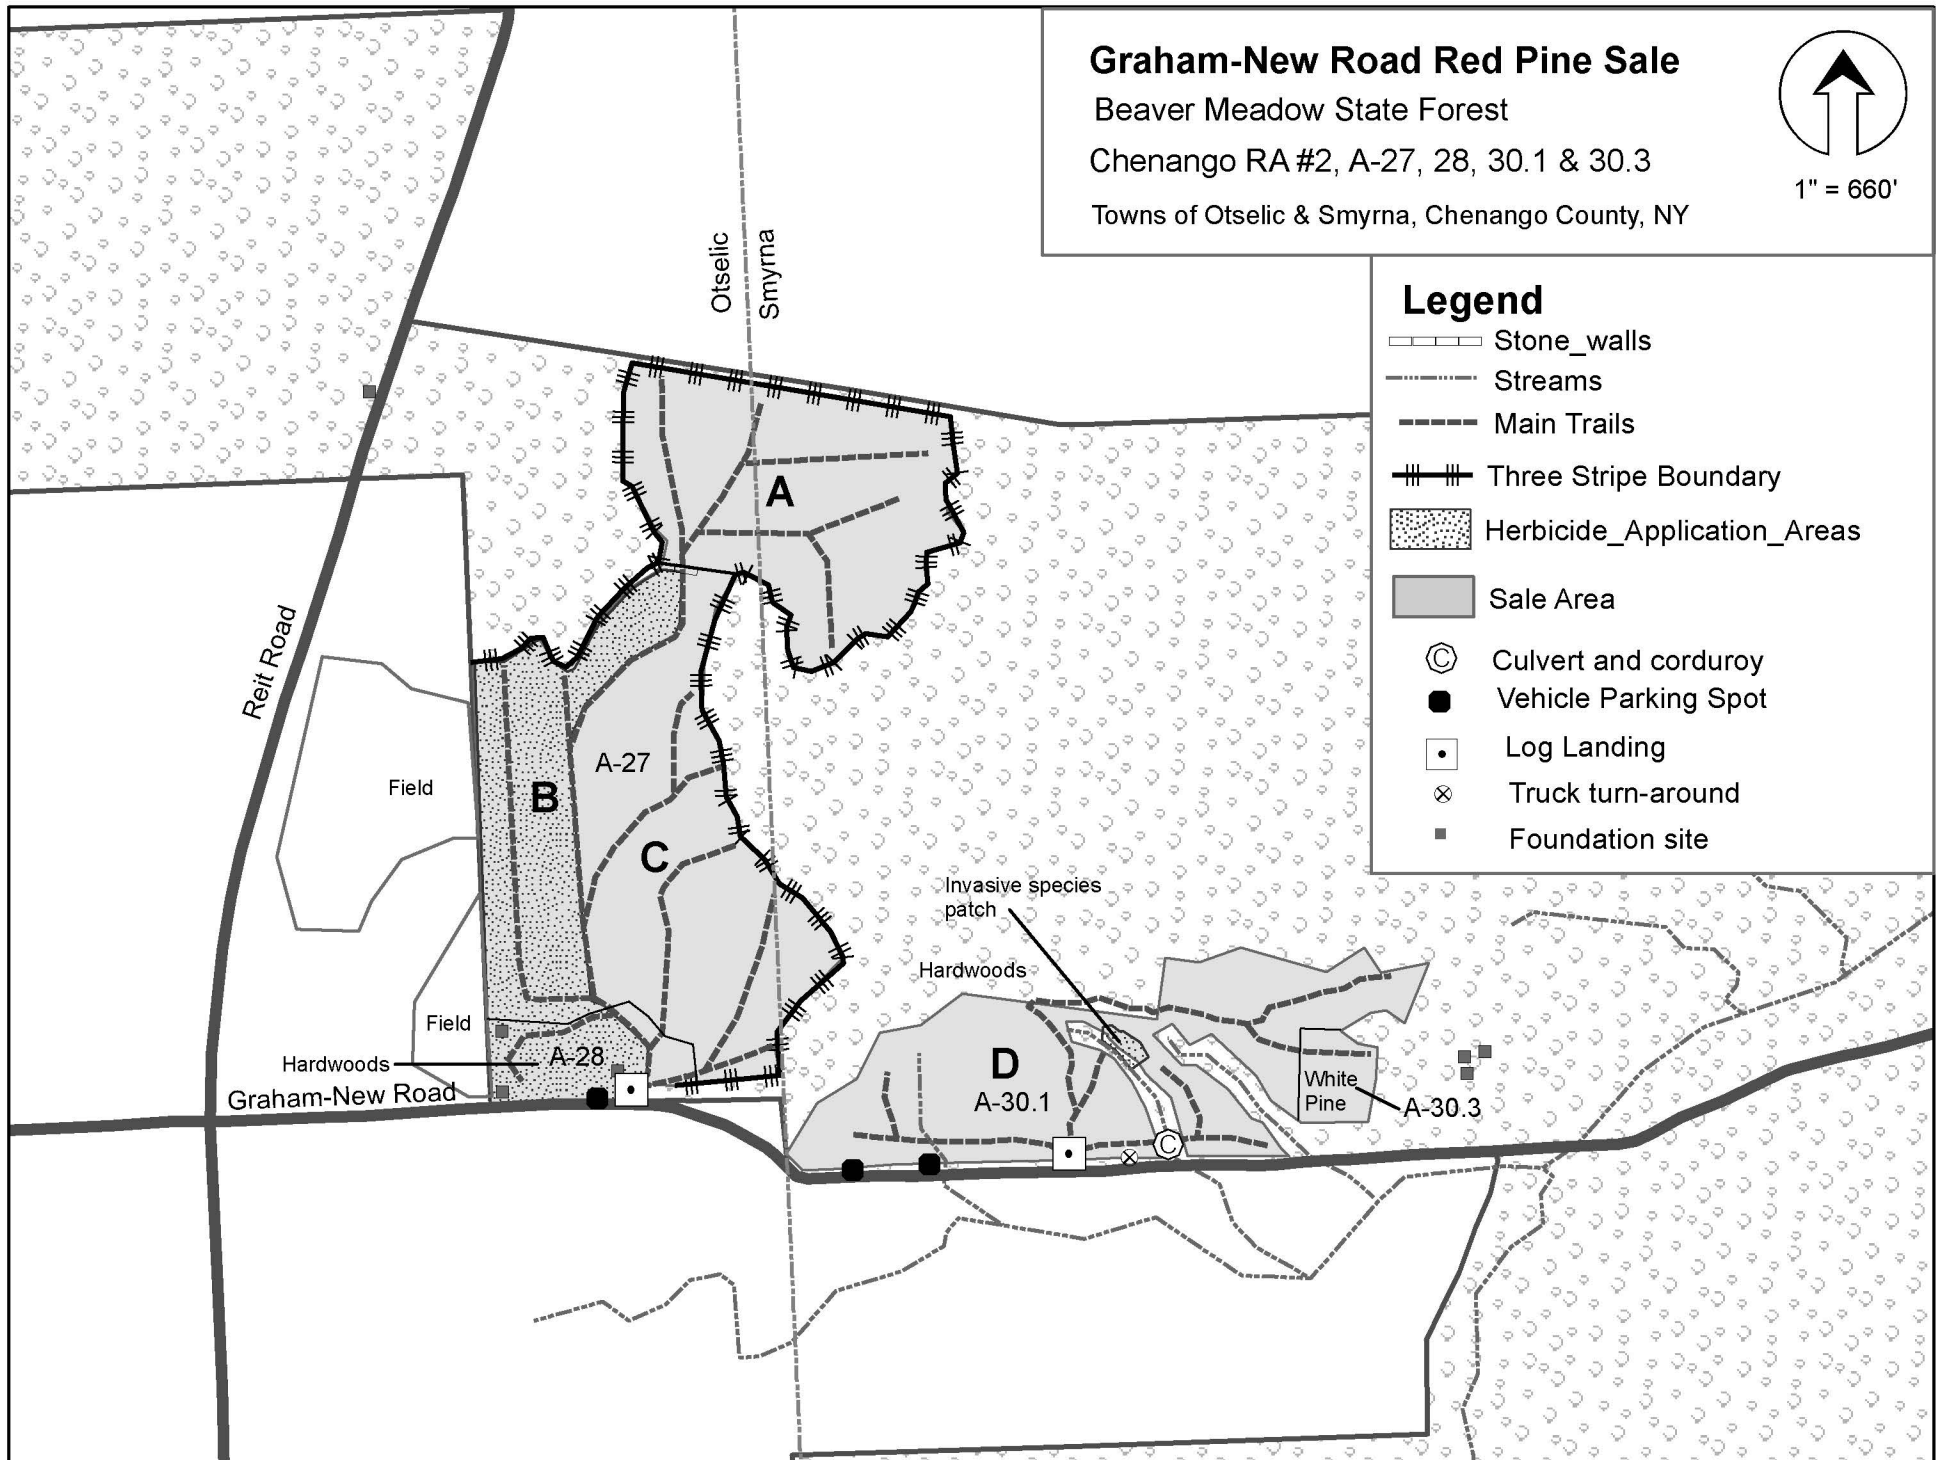 Graham-New Road Red Pine Sale
Beaver Meadow State Forest
Chenango RA #2, A-27, 28, 30.1 & 30.3
Towns of Otselic & Smyrna, Chenango County, NY
1" = 660'
Legend
Stone_walls
Streams
Main Trails
Three Stripe Boundary
Herbicide_Application_Areas
Sale Area
C
Culvert and corduroy
Vehicle Parking Spot
Log Landing
Truck turn-around
Foundation site
Otselic
Smyrna
A
Reit Road
Field
B
A-27
C
Invasive species
patch
Hardwoods
Field
Hardwoods
A-28
Graham-New Road
D
A-30.1
White
Pine
A-30.3
C